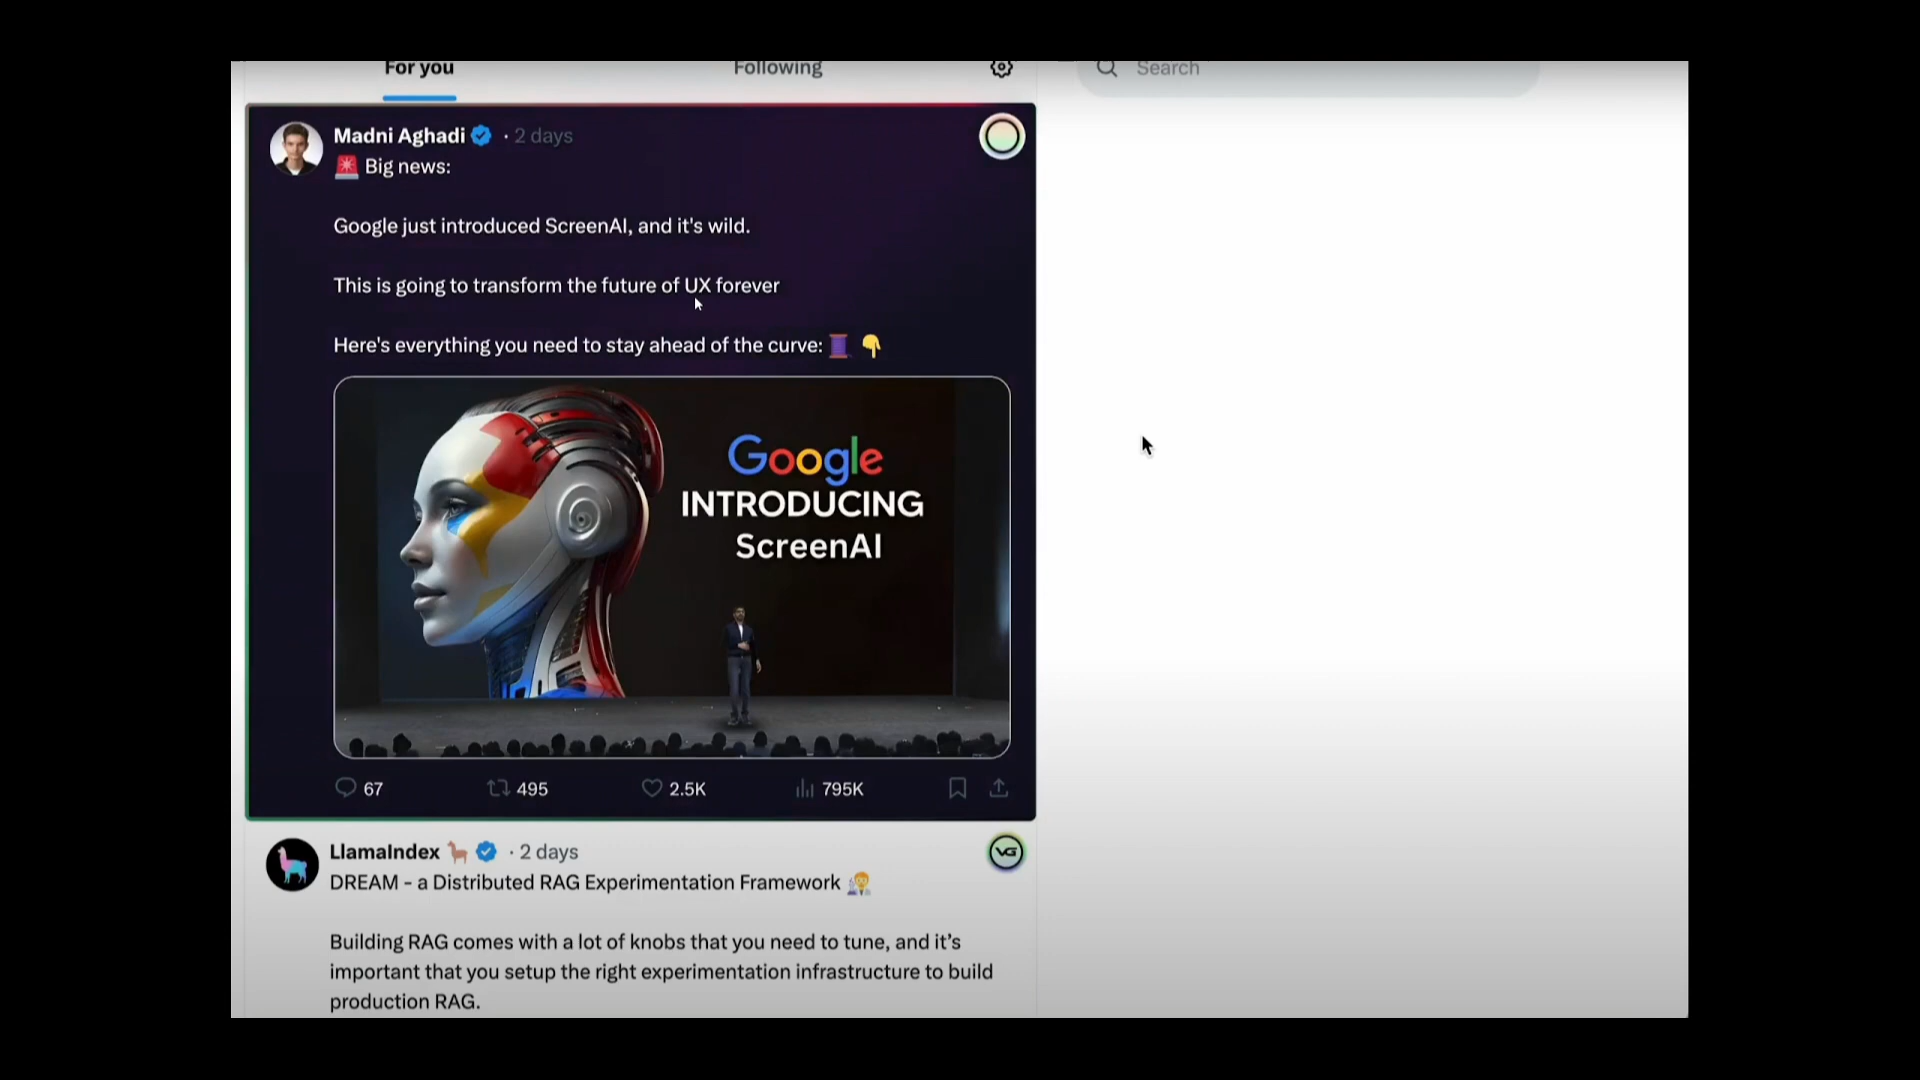 For you
Following
Search
Madni Aghadi · 2 days
🚨 Big news:
Google just introduced ScreenAI, and it's wild.
This is going to transform the future of UX forever
Here's everything you need to stay ahead of the curve: 🧵 👇
Google
INTRODUCING
ScreenAI
67
495
2.5K
795K
LlamaIndex 🦙 · 2 days
VG
DREAM - a Distributed RAG Experimentation Framework 🧑‍🔬
Building RAG comes with a lot of knobs that you need to tune, and it’s
important that you setup the right experimentation infrastructure to build
production RAG.